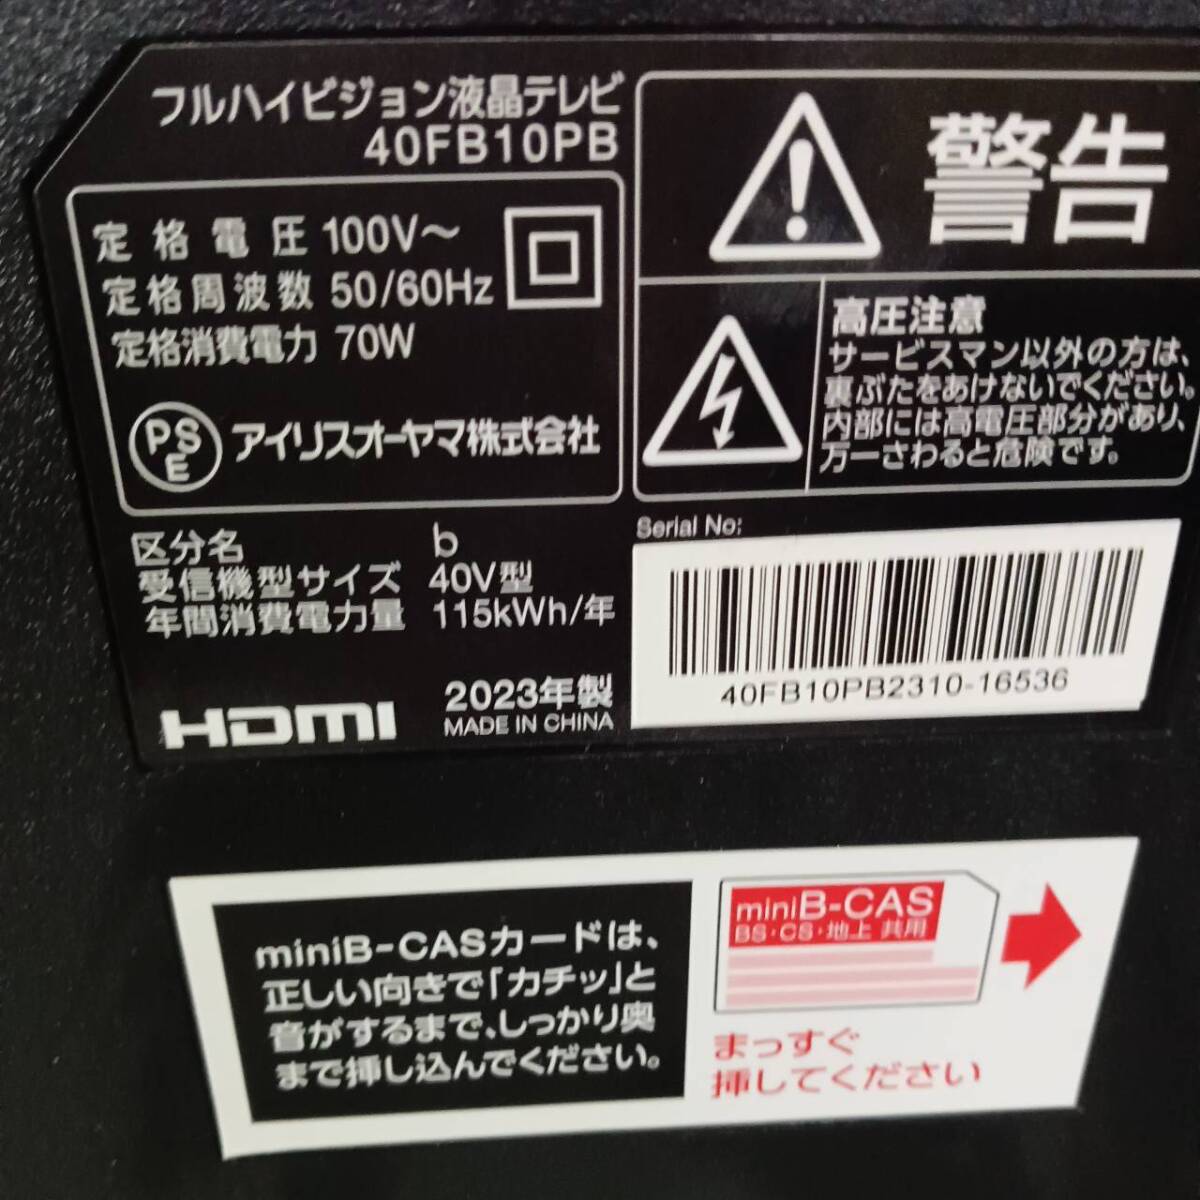 フルハイビジョン液晶テレビ
40FB10PB
定格電圧 100V～
定格周波数 50/60Hz
定格消費電力 70W
PSE
アイリスオーヤマ株式会社
区分名 b
受信機型サイズ 40V型
年間消費電力量 115kWh/年
HDMI
2023年製
MADE IN CHINA
警告
高圧注意
サービスマン以外の方は、
裏ぶたをあけないでください。
内部には高電圧部分があり、
万一さわると危険です。
Serial No:
40FB10PB2310-16536
miniB-CASカードは、
正しい向きで「カチッ」と
音がするまで、しっかり奥
まで挿し込んでください。
miniB-CAS
BS・CS・地上 共用
まっすぐ
挿してください